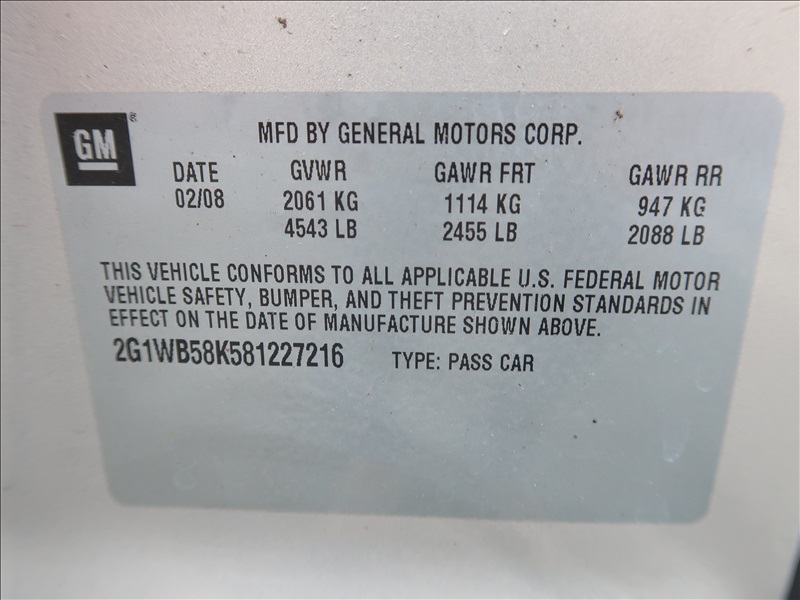 GM ®
MFD BY GENERAL MOTORS CORP.
DATE GVWR GAWR FRT GAWR RR
02/08 2061 KG 1114 KG 947 KG
4543 LB 2455 LB 2088 LB
THIS VEHICLE CONFORMS TO ALL APPLICABLE U.S. FEDERAL MOTOR
VEHICLE SAFETY, BUMPER, AND THEFT PREVENTION STANDARDS IN
EFFECT ON THE DATE OF MANUFACTURE SHOWN ABOVE.
2G1WB58K581227216 TYPE: PASS CAR